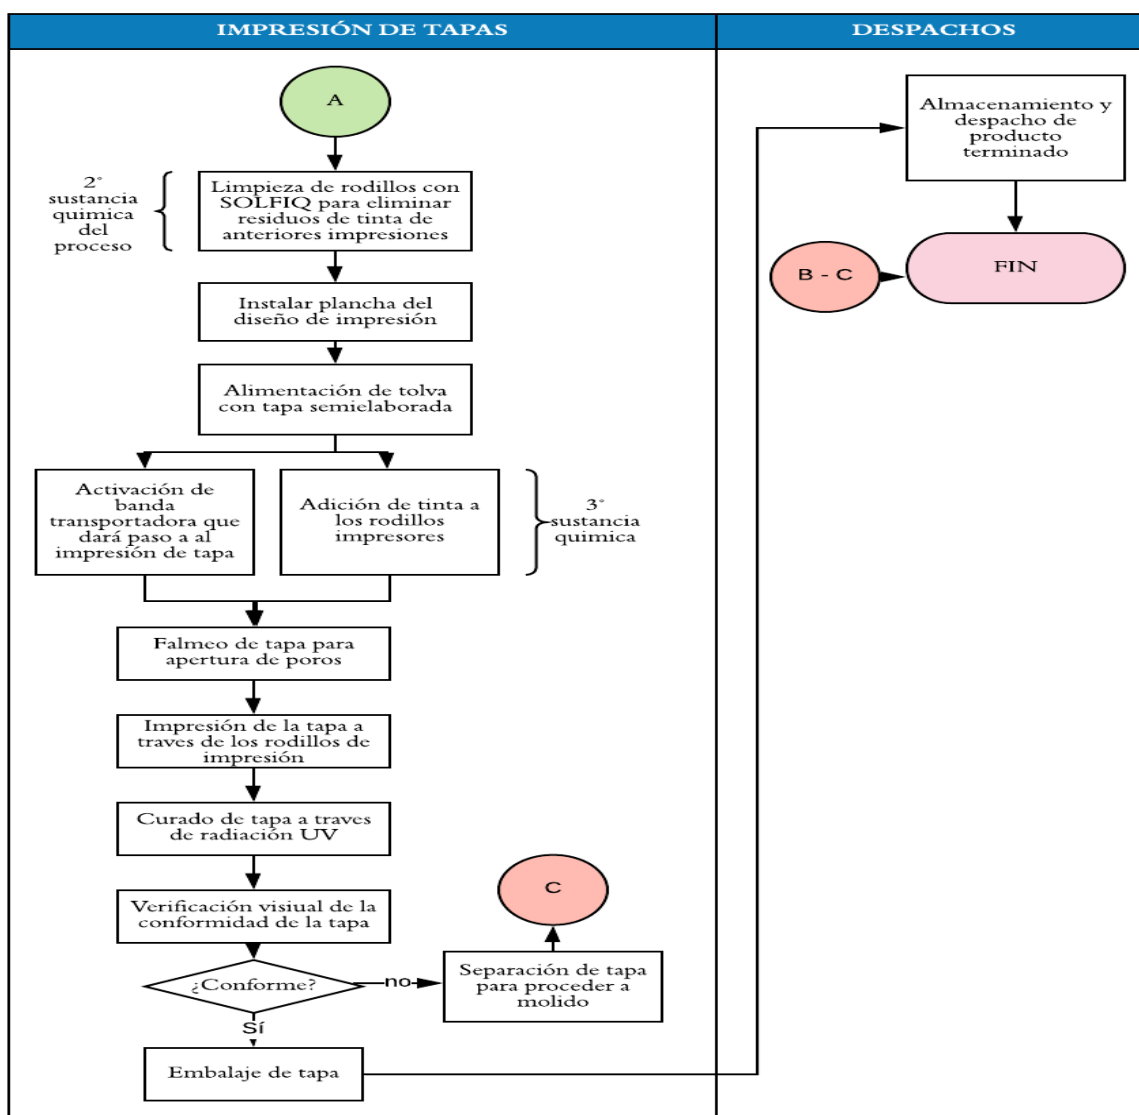 IMPRESIÓN DE TAPAS
DESPACHOS
A
2°
sustancia
quimica
del
proceso
Limpieza de rodillos con
SOLFIQ para eliminar
residuos de tinta de
anteriores impresiones
Instalar plancha del
diseño de impresión
Alimentación de tolva
con tapa semielaborada
Activación de
banda
transportadora que
dará paso a al
impresión de tapa
Adición de tinta a
los rodillos
impresores
3°
sustancia
quimica
Falmeo de tapa para
apertura de poros
Impresión de la tapa a
traves de los rodillos de
impresión
Curado de tapa a traves
de radiación UV
Verificación visiual de la
conformidad de la tapa
¿Conforme?
no
Separación de tapa
para proceder a
molido
C
Sí
Embalaje de tapa
Almacenamiento y
despacho de
producto
terminado
B - C
FIN